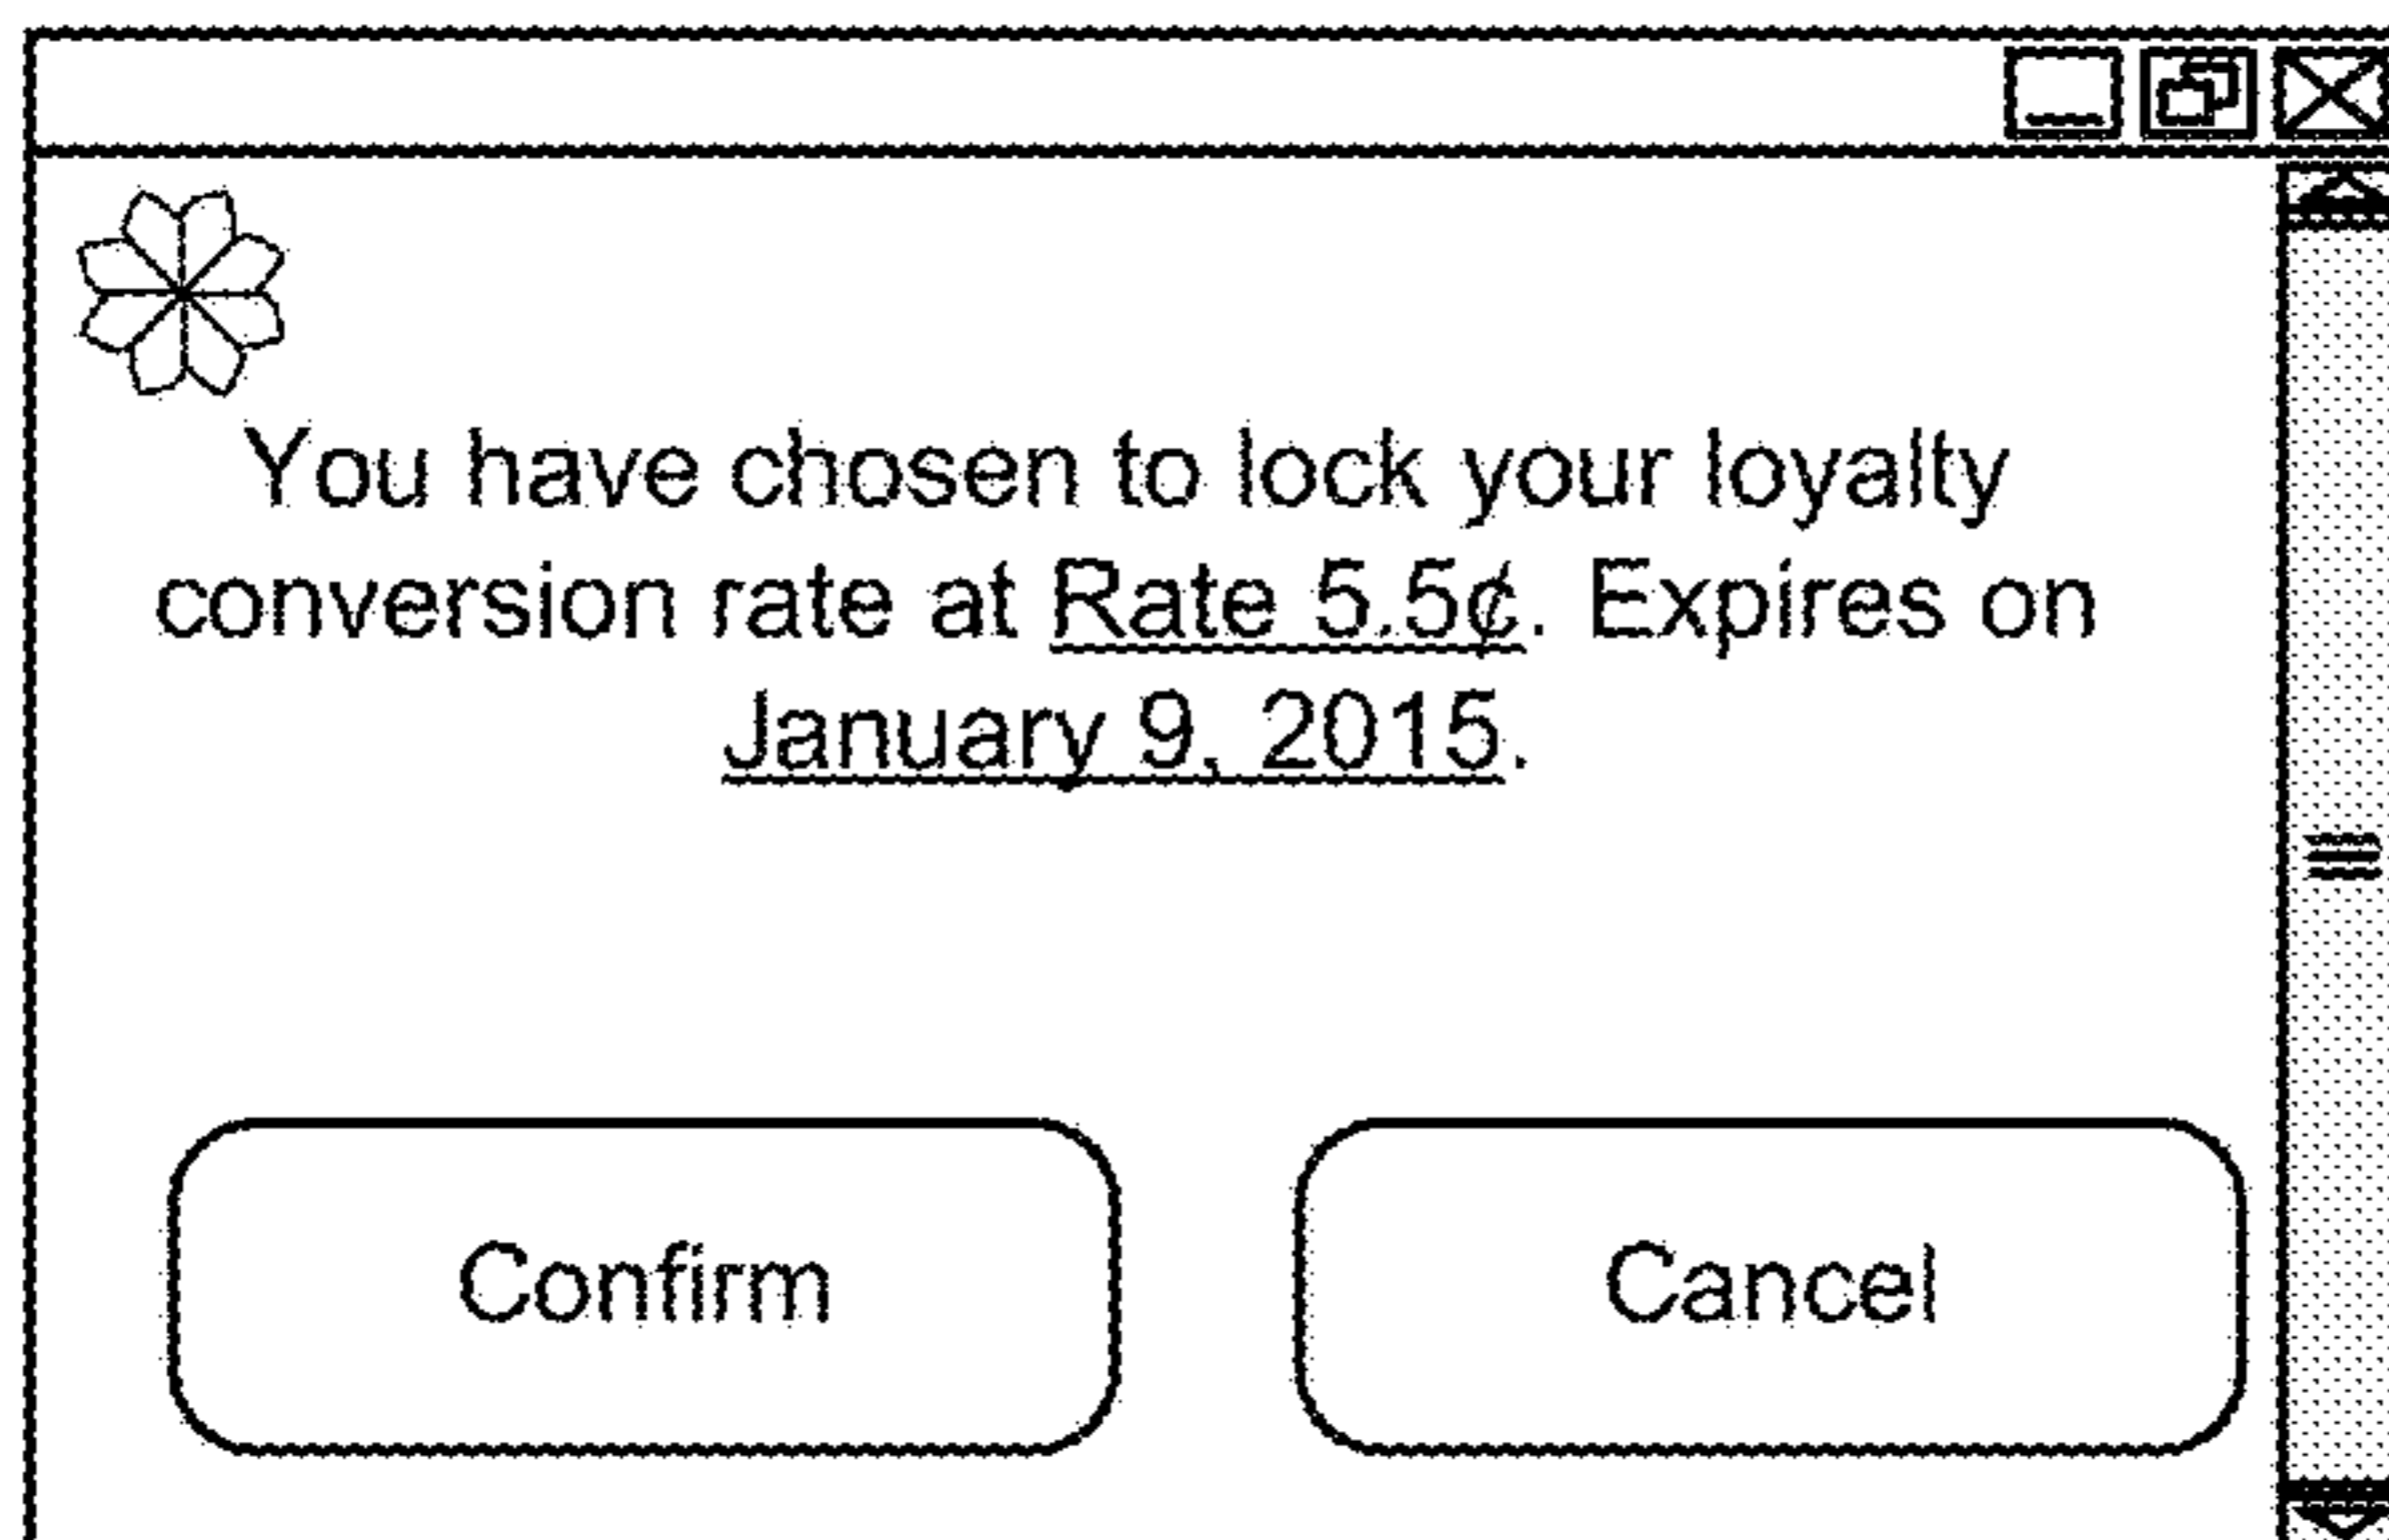 You have chosen to lock your loyalty
conversion rate at Rate 5.5¢. Expires on
January 9, 2015.
Confirm
Cancel